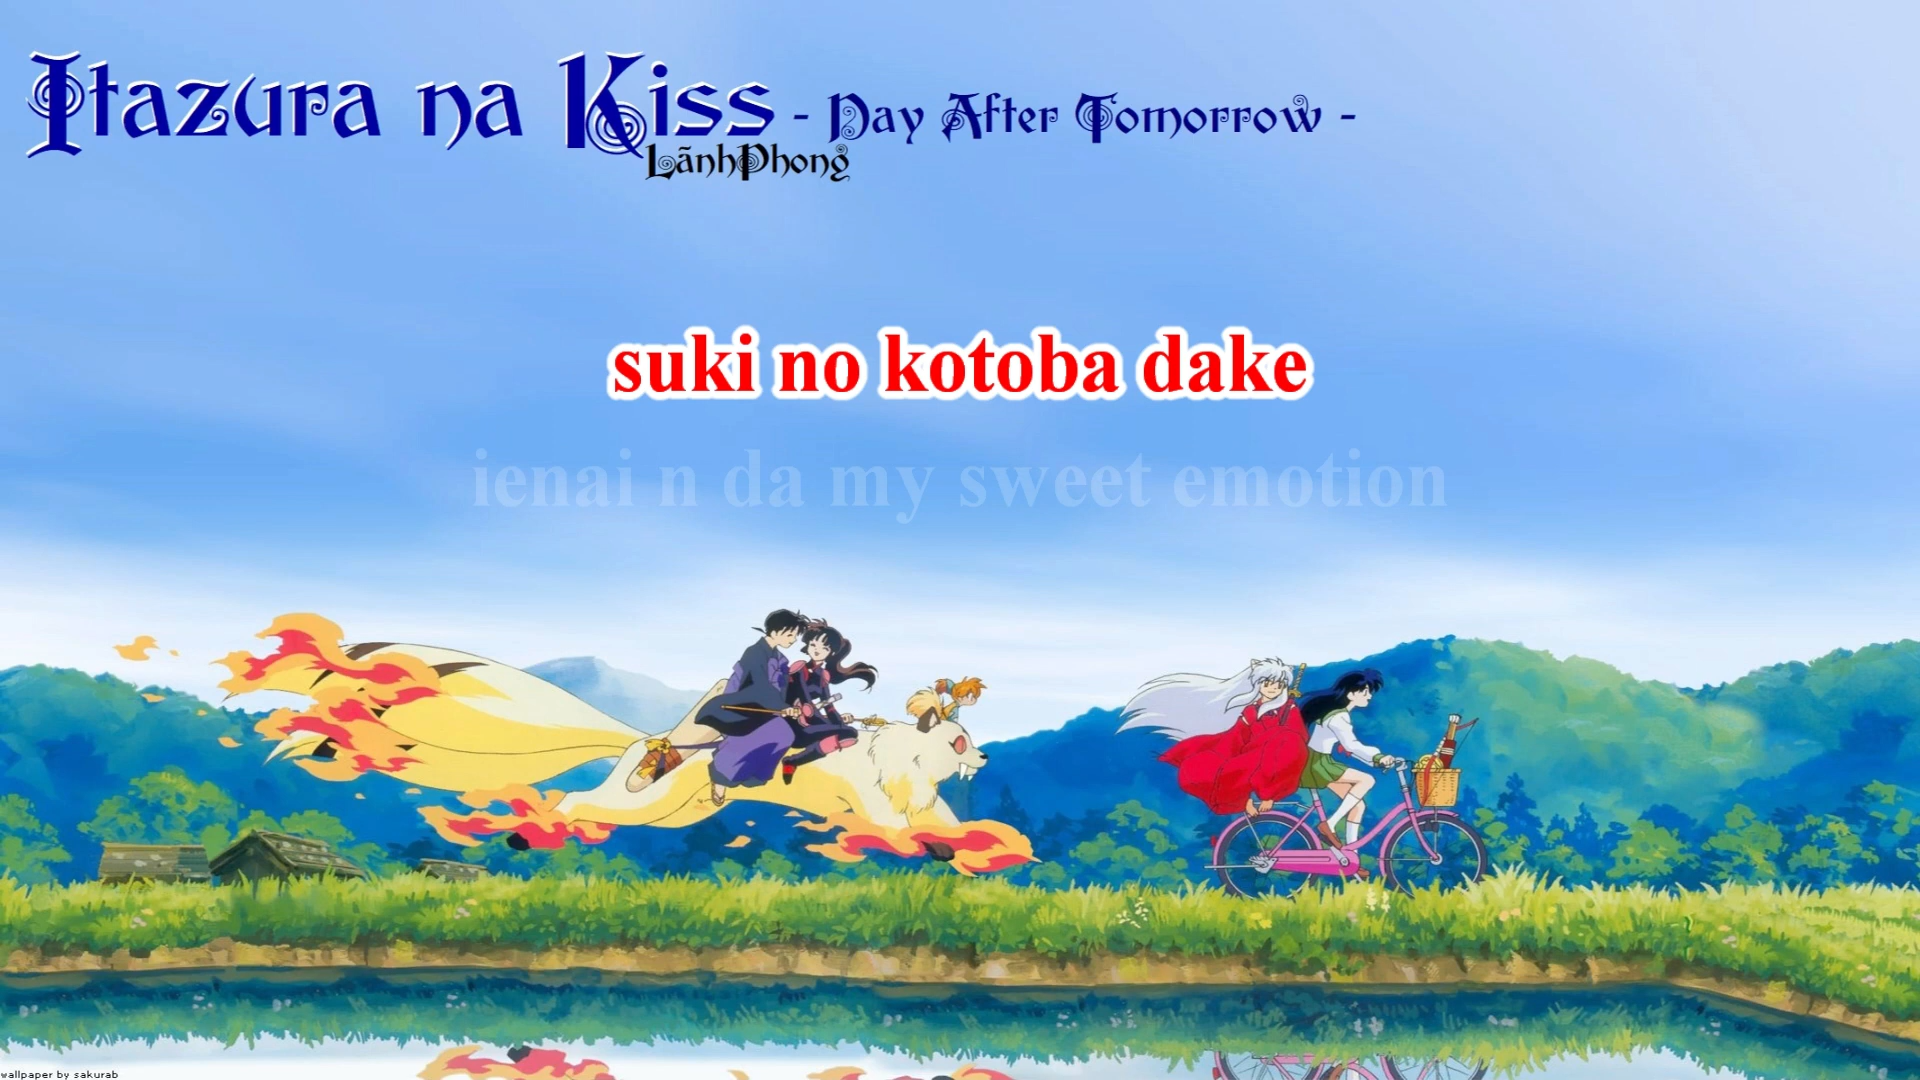 Itazura na Kiss - Day After Tomorrow -
LãnhPhong
suki no kotoba dake
ienai n da my sweet emotion
wallpaper by sakurab